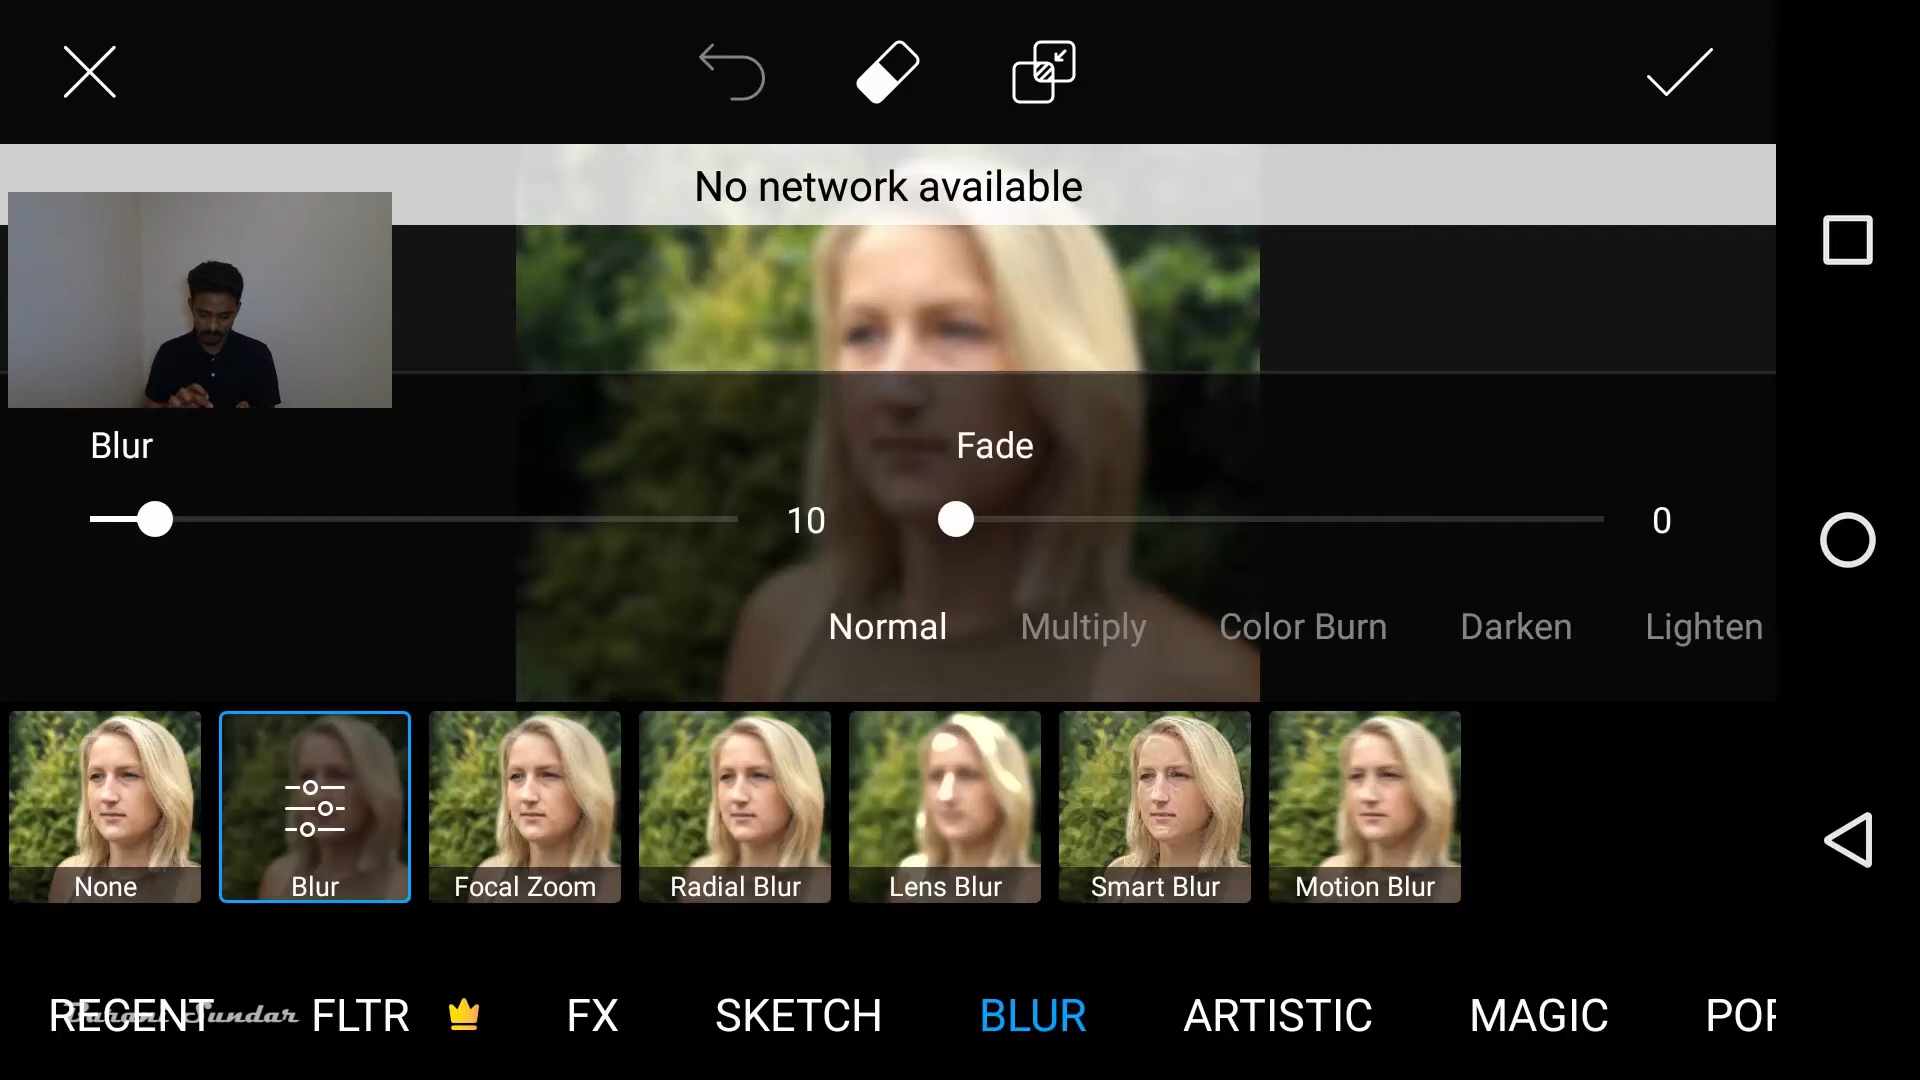 No network available
Blur
Fade
10
0
Normal Multiply Color Burn Darken Lighten
None Blur Focal Zoom Radial Blur Lens Blur Smart Blur Motion Blur
RECENT FLTR FX SKETCH BLUR ARTISTIC MAGIC
Sundar